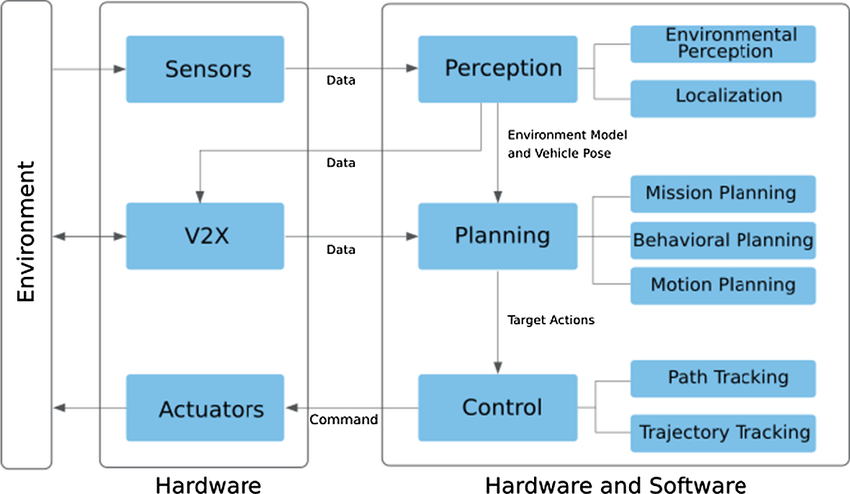 Environment
Sensors
Data
Perception
Environmental
Perception
Localization
Data
Environment Model
and Vehicle Pose
V2X
Data
Planning
Mission Planning
Behavioral Planning
Motion Planning
Target Actions
Actuators
Command
Control
Path Tracking
Trajectory Tracking
Hardware
Hardware and Software